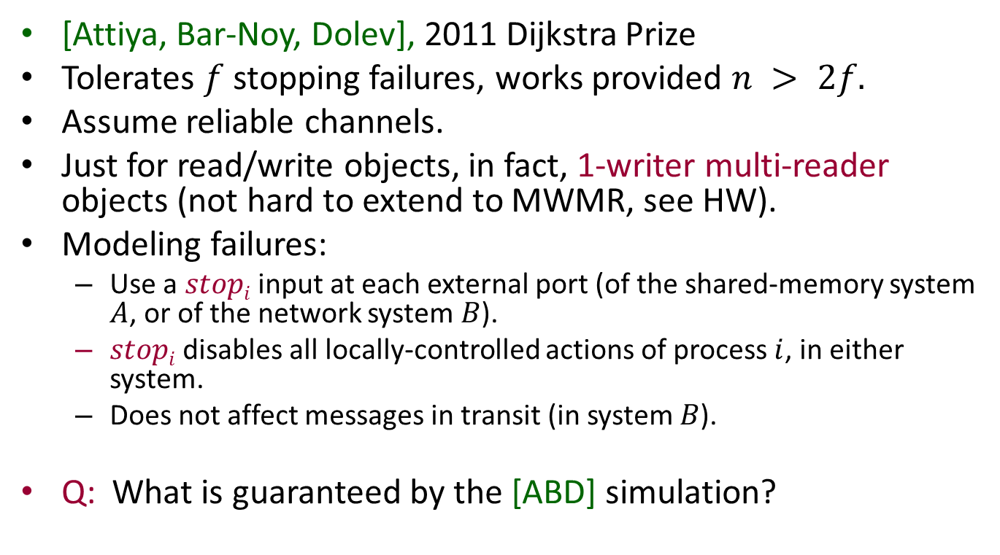 • [Attiya, Bar-Noy, Dolev], 2011 Dijkstra Prize
• Tolerates 𝑓 stopping failures, works provided 𝑛 > 2𝑓.
• Assume reliable channels.
• Just for read/write objects, in fact, 1-writer multi-reader
objects (not hard to extend to MWMR, see HW).
• Modeling failures:
– Use a 𝑠𝑡𝑜𝑝ᵢ input at each external port (of the shared-memory system
𝐴, or of the network system 𝐵).
– 𝑠𝑡𝑜𝑝ᵢ disables all locally-controlled actions of process 𝑖, in either
system.
– Does not affect messages in transit (in system 𝐵).
• Q: What is guaranteed by the [ABD] simulation?